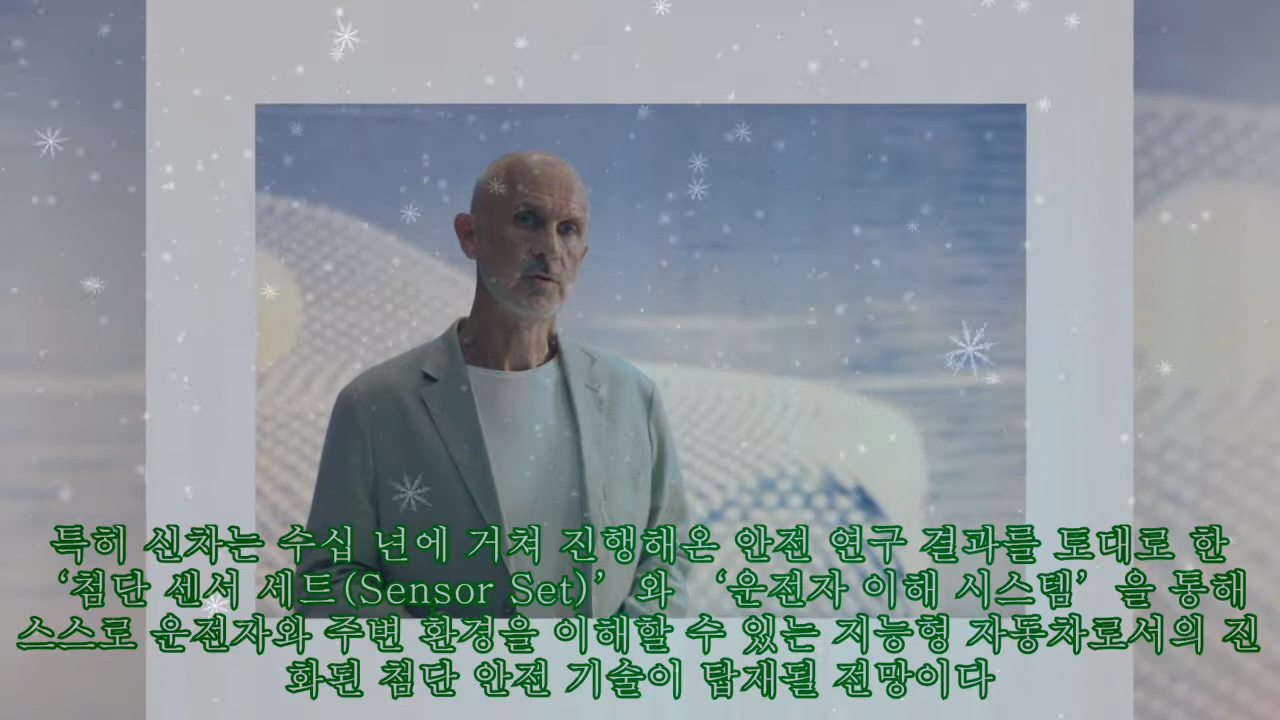 특히 신차는 수십 년에 거쳐 진행해온 안전 연구 결과를 토대로 한
‘첨단 센서 세트(Sensor Set)’ 와 ‘운전자 이해 시스템’ 을 통해
스스로 운전자와 주변 환경을 이해할 수 있는 지능형 자동차로서의 진
화된 첨단 안전 기술이 탑재될 전망이다